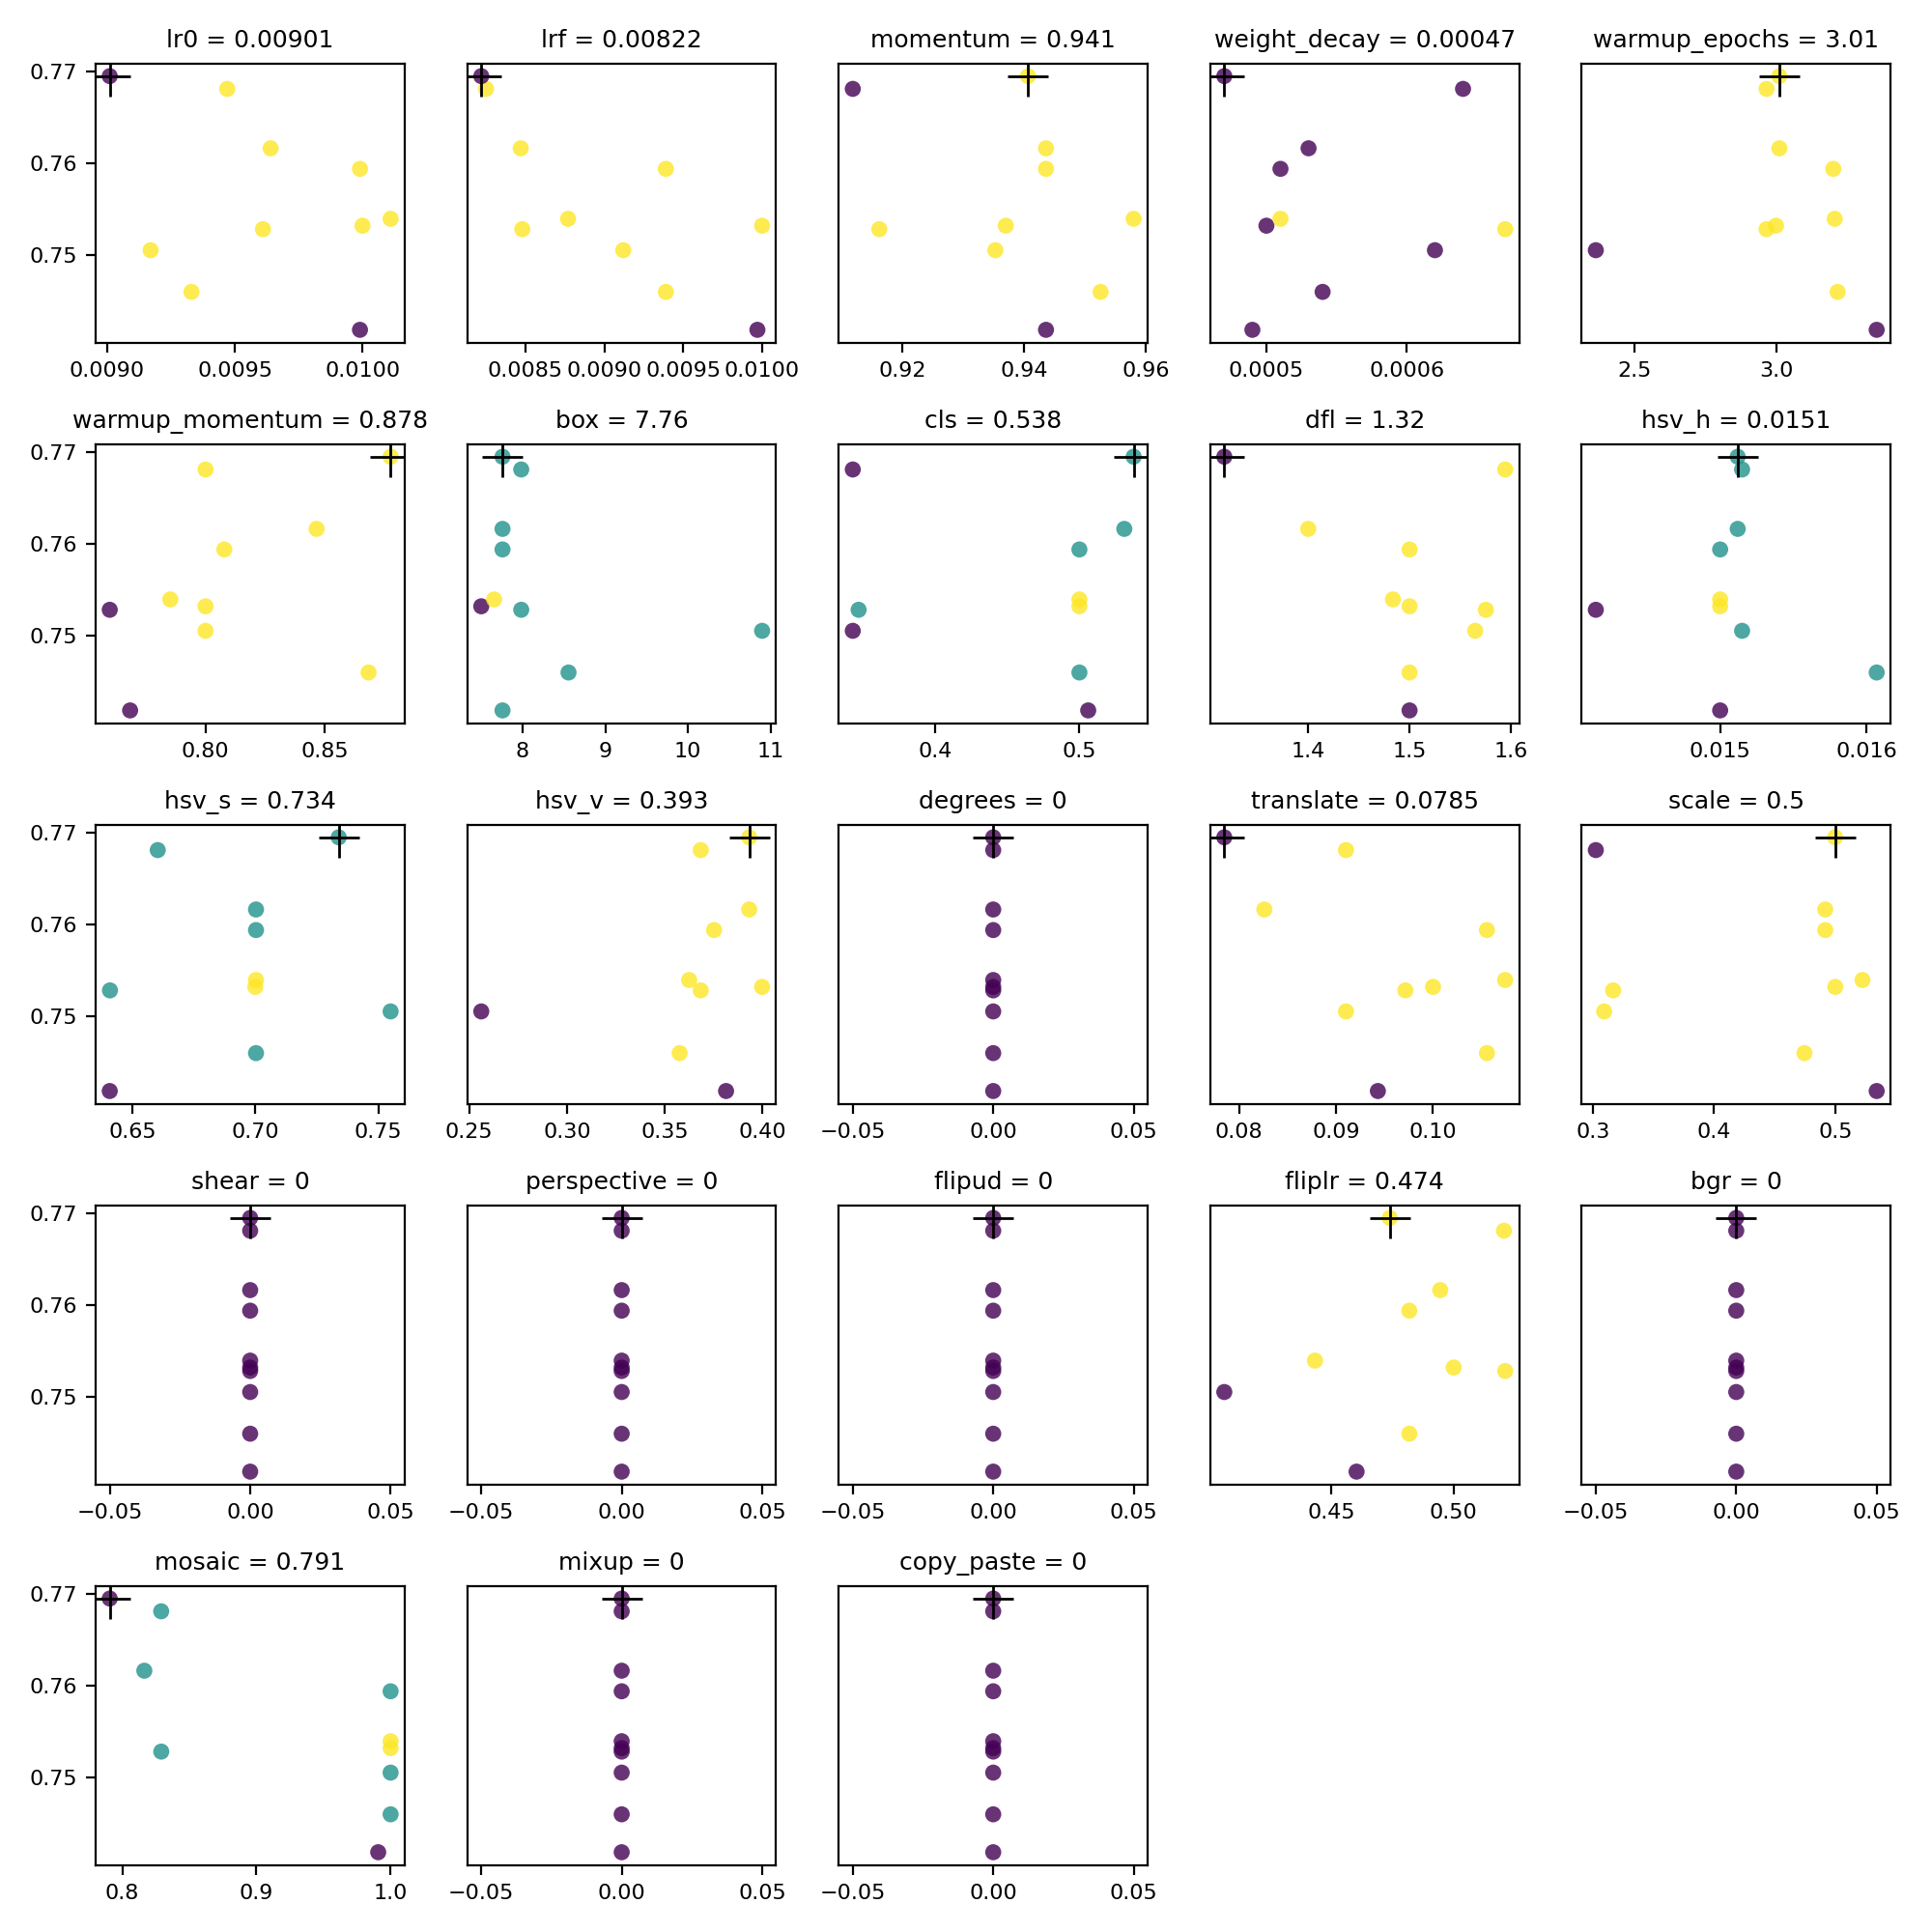 lr0 = 0.00901 lrf = 0.00822 momentum = 0.941 weight_decay = 0.00047 warmup_epochs = 3.01
0.77
0.76
0.75
0.0090 0.0095 0.0100 0.0085 0.0090 0.0095 0.0100 0.92 0.94 0.96 0.0005 0.0006 2.5 3.0
warmup_momentum = 0.878 box = 7.76 cls = 0.538 dfl = 1.32 hsv_h = 0.0151
0.77
0.76
0.75
0.80 0.85 8 9 10 11 0.4 0.5 1.4 1.5 1.6 0.015 0.016
hsv_s = 0.734 hsv_v = 0.393 degrees = 0 translate = 0.0785 scale = 0.5
0.77
0.76
0.75
0.65 0.70 0.75 0.25 0.30 0.35 0.40 −0.05 0.00 0.05 0.08 0.09 0.10 0.3 0.4 0.5
shear = 0 perspective = 0 flipud = 0 fliplr = 0.474 bgr = 0
0.77
0.76
0.75
−0.05 0.00 0.05 −0.05 0.00 0.05 −0.05 0.00 0.05 0.45 0.50 −0.05 0.00 0.05
mosaic = 0.791 mixup = 0 copy_paste = 0
0.77
0.76
0.75
0.8 0.9 1.0 −0.05 0.00 0.05 −0.05 0.00 0.05